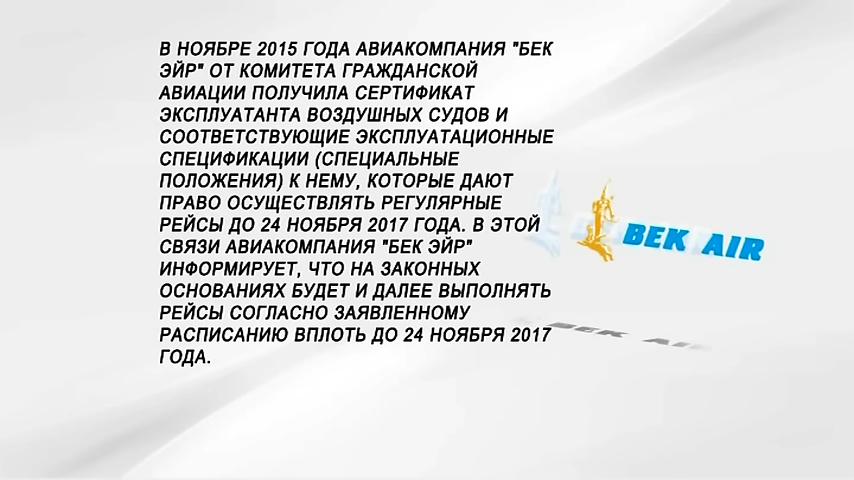 В НОЯБРЕ 2015 ГОДА АВИАКОМПАНИЯ "БЕК
ЭЙР" ОТ КОМИТЕТА ГРАЖДАНСКОЙ
АВИАЦИИ ПОЛУЧИЛА СЕРТИФИКАТ
ЭКСПЛУАТАНТА ВОЗДУШНЫХ СУДОВ И
СООТВЕТСТВУЮЩИЕ ЭКСПЛУАТАЦИОННЫЕ
СПЕЦИФИКАЦИИ (СПЕЦИАЛЬНЫЕ
ПОЛОЖЕНИЯ) К НЕМУ, КОТОРЫЕ ДАЮТ
ПРАВО ОСУЩЕСТВЛЯТЬ РЕГУЛЯРНЫЕ
РЕЙСЫ ДО 24 НОЯБРЯ 2017 ГОДА. В ЭТОЙ
СВЯЗИ АВИАКОМПАНИЯ "БЕК ЭЙР"
ИНФОРМИРУЕТ, ЧТО НА ЗАКОННЫХ
ОСНОВАНИЯХ БУДЕТ И ДАЛЕЕ ВЫПОЛНЯТЬ
РЕЙСЫ СОГЛАСНО ЗАЯВЛЕННОМУ
РАСПИСАНИЮ ВПЛОТЬ ДО 24 НОЯБРЯ 2017
ГОДА.
BEK AIR
BEK AIR